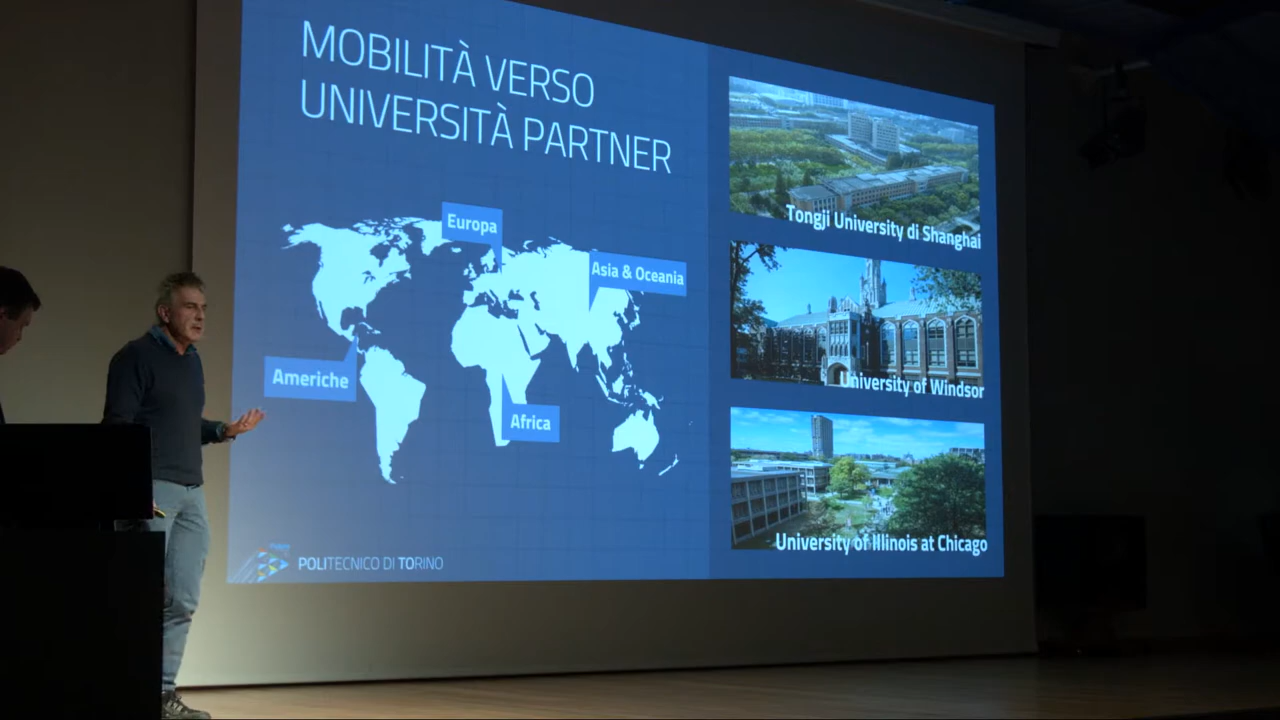 MOBILITÀ VERSO
UNIVERSITÀ PARTNER
Europa
Asia & Oceania
Americhe
Africa
POLITECNICO DI TORINO
Tongji University di Shanghai
University of Windsor
University of Illinois at Chicago